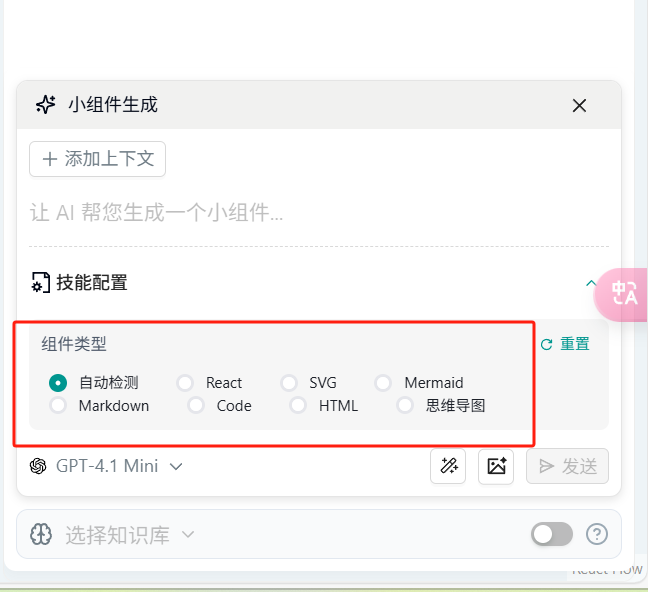 小组件生成
添加上下文
让 AI 帮您生成一个小组件...
技能配置
中A
组件类型
重置
自动检测 React SVG Mermaid
Markdown Code HTML 思维导图
GPT-4.1 Mini
发送
选择知识库
React Flow